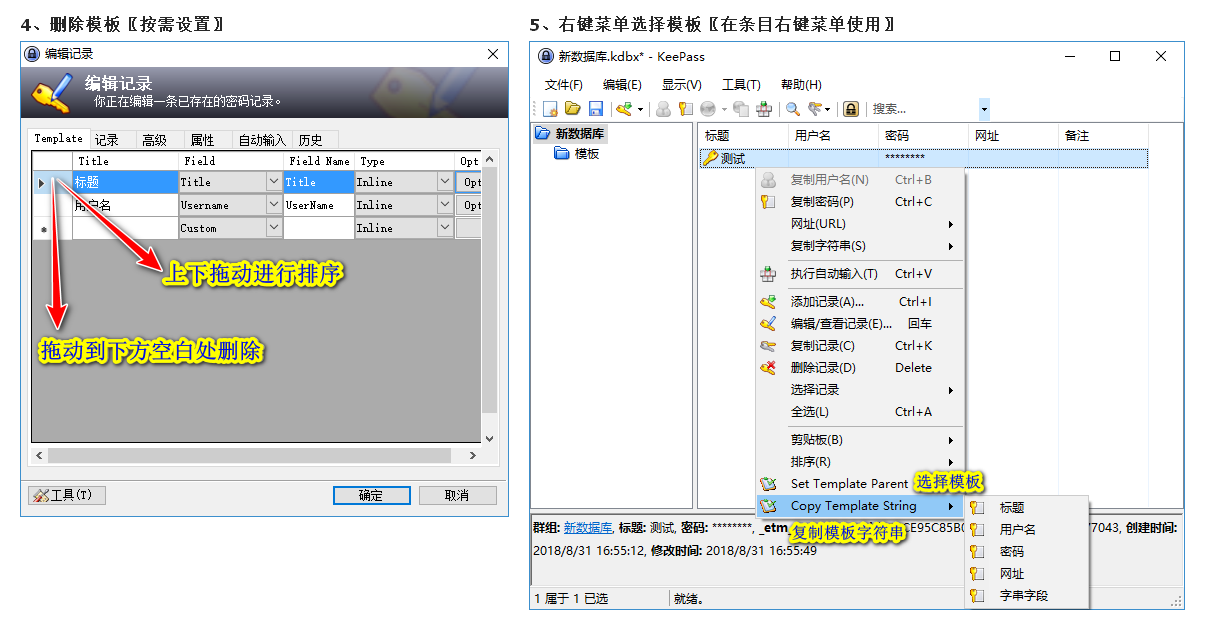 4、删除模板〖按需设置〗
编辑记录
编辑记录
你正在编辑一条已存在的密码记录。
Template 记录 高级 属性 自动输入 历史
Title Field Field Name Type Opt
标题 Title Title Inline Opt
用户名 Username UserName Inline Opt
Custom Inline
上下拖动进行排序
拖动到下方空白处删除
工具(T) 确定 取消
5、右键菜单选择模板〖在条目右键菜单使用〗
新数据库.kdbx* - KeePass
文件(F) 编辑(E) 显示(V) 工具(T) 帮助(H)
搜索...
新数据库
模板
标题 用户名 密码 网址 备注
测试 ********
复制用户名(N) Ctrl+B
复制密码(P) Ctrl+C
网址(URL)
复制字符串(S)
执行自动输入(T) Ctrl+V
添加记录(A)... Ctrl+I
编辑/查看记录(E)... 回车
复制记录(C) Ctrl+K
删除记录(D) Delete
选择记录
全选(L) Ctrl+A
剪贴板(B)
排序(R)
Set Template Parent 选择模板
Copy Template String
复制模板字符串
标题
用户名
密码
网址
字串字段
群组: 新数据库, 标题: 测试, 密码: ********, _etm_ CE95C85B0 7043, 创建时间:
2018/8/31 16:55:12, 修改时间: 2018/8/31 16:55:49
1 属于 1 已选 就绪。